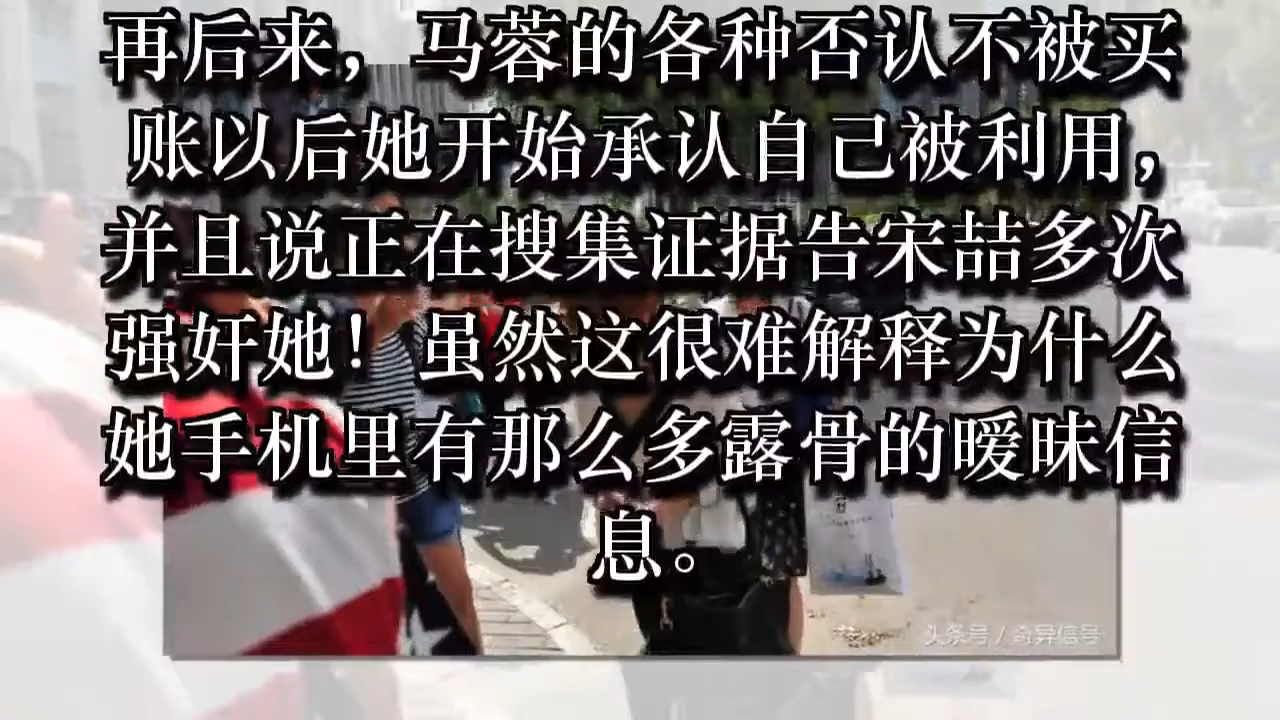 再后来，马蓉的各种否认不被买
账以后她开始承认自己被利用，
并且说正在搜集证据告宋喆多次
强奸她！虽然这很难解释为什么
她手机里有那么多露骨的暧昧信
息。
头条号 / 奇异信号